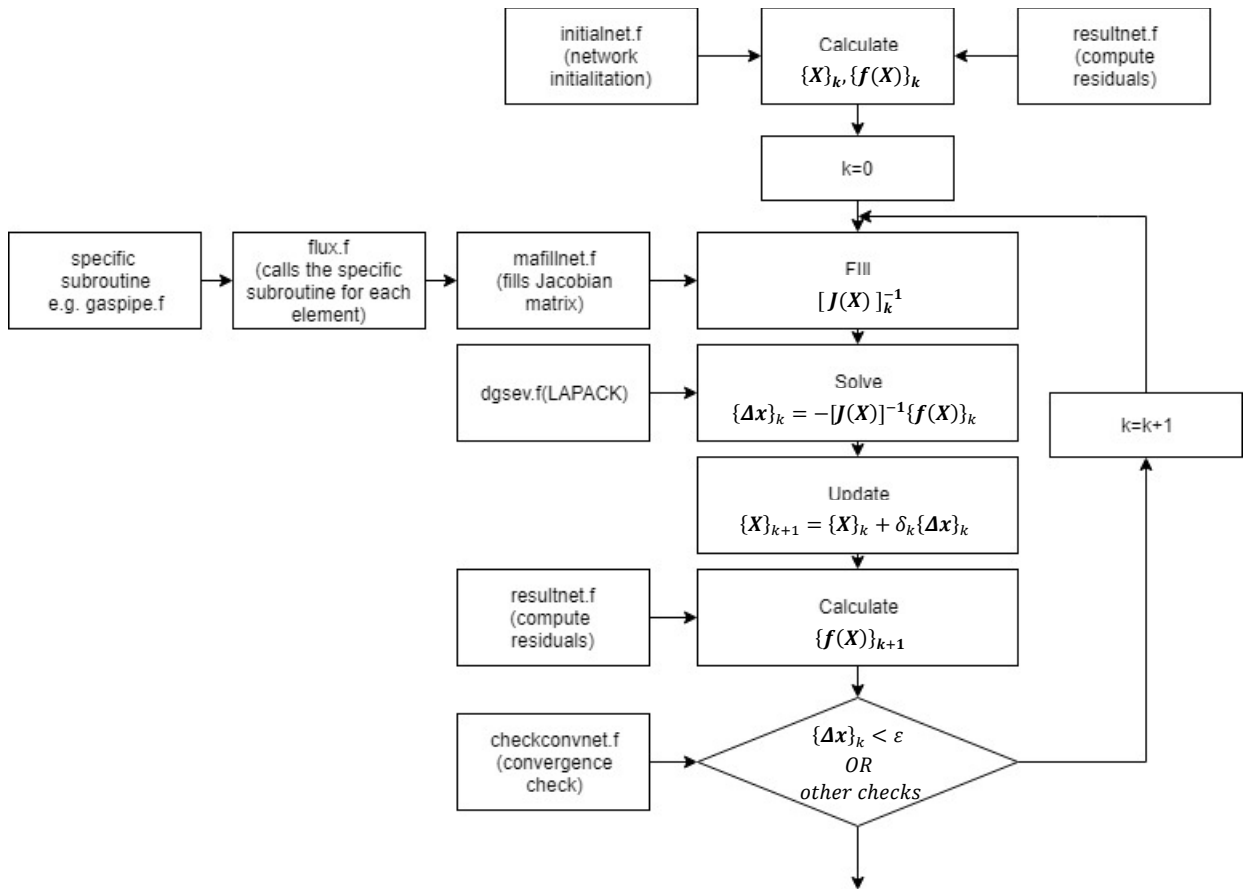 initialnet.f
(network
initialitation)
Calculate
{X}ₖ, {f(X)}ₖ
resultnet.f
(compute
residuals)
k=0
specific
subroutine
e.g. gaspipe.f
flux.f
(calls the specific
subroutine for each
element)
mafillnet.f
(fills Jacobian
matrix)
Fill
[J(X)]ₖ⁻¹
dgsev.f(LAPACK)
Solve
{Δx}ₖ = −[J(X)]⁻¹{f(X)}ₖ
k=k+1
Update
{X}ₖ₊₁ = {X}ₖ + δₖ{Δx}ₖ
resultnet.f
(compute
residuals)
Calculate
{f(X)}ₖ₊₁
checkconvnet.f
(convergence
check)
{Δx}ₖ < ε
OR
other checks